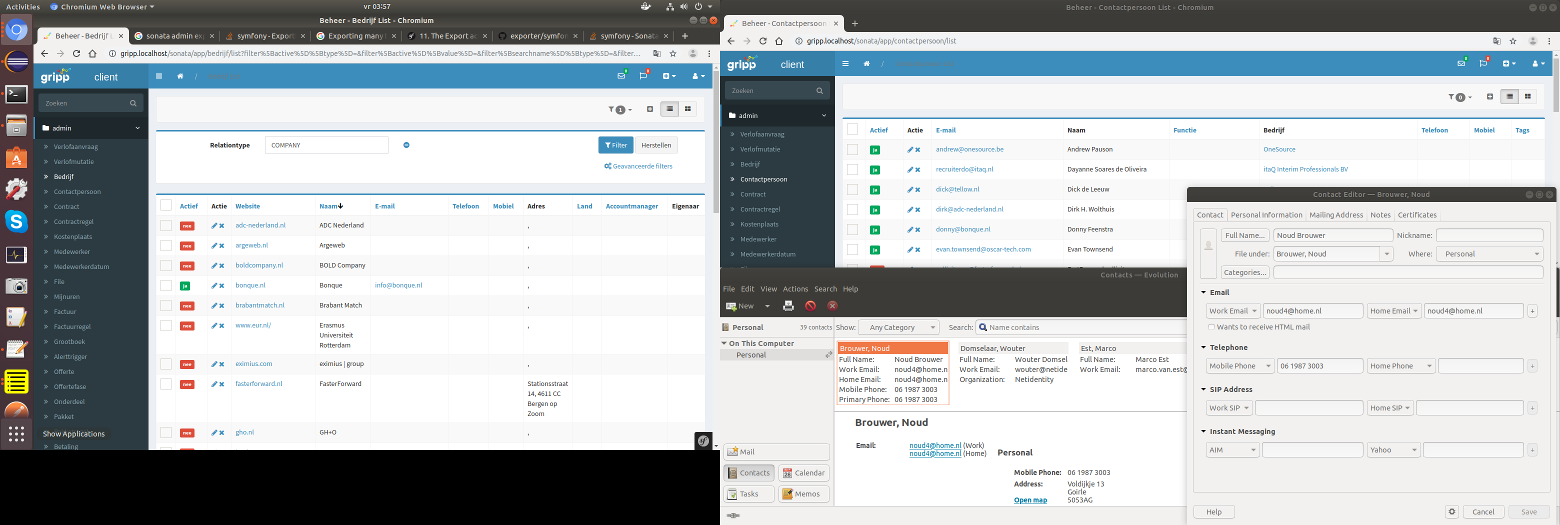 Activities Chromium Web Browser vr 03:57
Beheer - Bedrijf List - Chromium
Beheer - Bedrijf sonata admin exp symfony - Export Exporting many 11. The Export ac exporter/symfon symfony - Sonata
gripp.localhost/sonata/app/bedrijf/list?filter%5Bactive%5D%5Btype%5D=&filter%5Bactive%5D%5Bvalue%5D=&filter%5Bsearchname%5D%5Btype%5D=&filter...
gripp client
Zoeken
admin
Verlofaanvraag
Verlofmutatie
Bedrijf
Contactpersoon
Contract
Contractregel
Kostenplaats
Medewerker
Medewerkerdatum
File
Mijnuren
Factuur
Factuurregel
Grootboek
Alerttrigger
Offerte
Offertefase
Onderdeel
Pakket
Show Applications
Betaling
1
Relationtype COMPANY Filter Herstellen
Geavanceerde filters
Actief Actie Website Naam E-mail Telefoon Mobiel Adres Land Accountmanager Eigenaar
nee adc-nederland.nl ADC Nederland ,
nee argeweb.nl Argeweb ,
nee boldcompany.nl BOLD Company ,
ja bonque.nl Bonque info@bonque.nl ,
nee brabantmatch.nl Brabant Match ,
nee www.eur.nl/ Erasmus Universiteit Rotterdam ,
nee eximius.com eximius | group ,
nee fasterforward.nl FasterForward Stationsstraat 14, 4611 CC Bergen op Zoom
nee gho.nl GH+O ,
Beheer - Contactpersoon List - Chromium
Beheer - Contactpersoon
gripp.localhost/sonata/app/contactpersoon/list
gripp client
Zoeken
admin
Verlofaanvraag
Verlofmutatie
Bedrijf
Contactpersoon
Contract
Contractregel
Kostenplaats
Medewerker
Medewerkerdatum
0
Actief Actie E-mail Naam Functie Bedrijf Telefoon Mobiel Tags
ja andrew@onesource.be Andrew Pauson OneSource
ja recruiterdo@itaq.nl Dayanne Soares de Oliveira itaQ Interim Professionals BV
ja dick@tellow.nl Dick de Leeuw
ja dirk@adc-nederland.nl Dirk H. Wolthuis
ja donny@bonque.nl Donny Feenstra
ja evan.townsend@oscar-tech.com Evan Townsend
Contacts — Evolution
File Edit View Actions Search Help
New
Personal 39 contacts Show: Any Category Search: Name contains
On This Computer
Personal
Brouwer, Noud
Full Name: Noud Brouwer
Work Email: noud4@home.n
Home Email: noud4@home.n
Mobile Phone: 06 1987 3003
Primary Phone: 06 1987 3003
Domselaar, Wouter
Full Name: Wouter Domsel
Work Email: wouter@netide
Organization: Netidentity
Est, Marco
Full Name: Marco Est
Work Email: marco.van.est@
Brouwer, Noud
Email: noud4@home.nl (Work)
noud4@home.nl (Home)
Personal
Mobile Phone: 06 1987 3003
Address: Voldijkje 13
Goirle
5053AG
Open map
Mail
Contacts Calendar
Tasks Memos
Contact Editor — Brouwer, Noud
Contact Personal Information Mailing Address Notes Certificates
Full Name... Noud Brouwer Nickname:
File under: Brouwer, Noud Where: Personal
Categories...
Email
Work Email noud4@home.nl Home Email noud4@home.nl
Wants to receive HTML mail
Telephone
Mobile Phone 06 1987 3003 Home Phone
SIP Address
Work SIP Home SIP
Instant Messaging
AIM Yahoo
Help Cancel Save